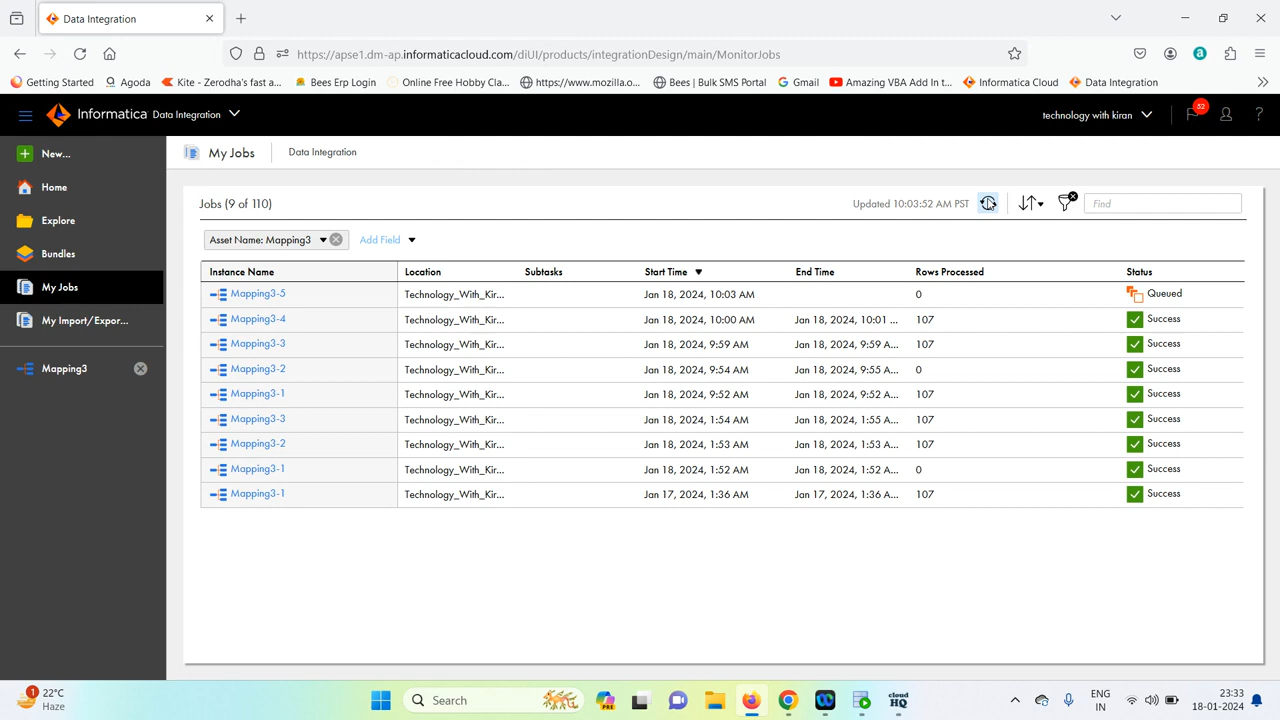 Data Integration
https://apse1.dm-ap.informaticacloud.com/diUI/products/integrationDesign/main/MonitorJobs
Getting Started Agoda Kite - Zerodha's fast a... Bees Erp Login Online Free Hobby Cla... https://www.mozilla.o... Bees | Bulk SMS Portal Gmail Amazing VBA Add In t... Informatica Cloud Data Integration
Informatica Data Integration technology with kiran 52 ?
New... My Jobs Data Integration
Home
Explore
Bundles
My Jobs
My Import/Expor...
Mapping3
Jobs (9 of 110) Updated 10:03:52 AM PST Find
Asset Name: Mapping3 Add Field
Instance Name Location Subtasks Start Time End Time Rows Processed Status
Mapping3-5 Technology_With_Kir... Jan 18, 2024, 10:03 AM 0 Queued
Mapping3-4 Technology_With_Kir... Jan 18, 2024, 10:00 AM Jan 18, 2024, 10:01 ... 107 Success
Mapping3-3 Technology_With_Kir... Jan 18, 2024, 9:59 AM Jan 18, 2024, 9:59 A... 107 Success
Mapping3-2 Technology_With_Kir... Jan 18, 2024, 9:54 AM Jan 18, 2024, 9:55 A... 0 Success
Mapping3-1 Technology_With_Kir... Jan 18, 2024, 9:52 AM Jan 18, 2024, 9:52 A... 107 Success
Mapping3-3 Technology_With_Kir... Jan 18, 2024, 1:54 AM Jan 18, 2024, 1:55 A... 107 Success
Mapping3-2 Technology_With_Kir... Jan 18, 2024, 1:53 AM Jan 18, 2024, 1:53 A... 107 Success
Mapping3-1 Technology_With_Kir... Jan 18, 2024, 1:52 AM Jan 18, 2024, 1:52 A... 0 Success
Mapping3-1 Technology_With_Kir... Jan 17, 2024, 1:36 AM Jan 17, 2024, 1:36 A... 107 Success
1 22°C
Haze
Search
PRE
cloud
HQ
ENG
IN
23:33
18-01-2024